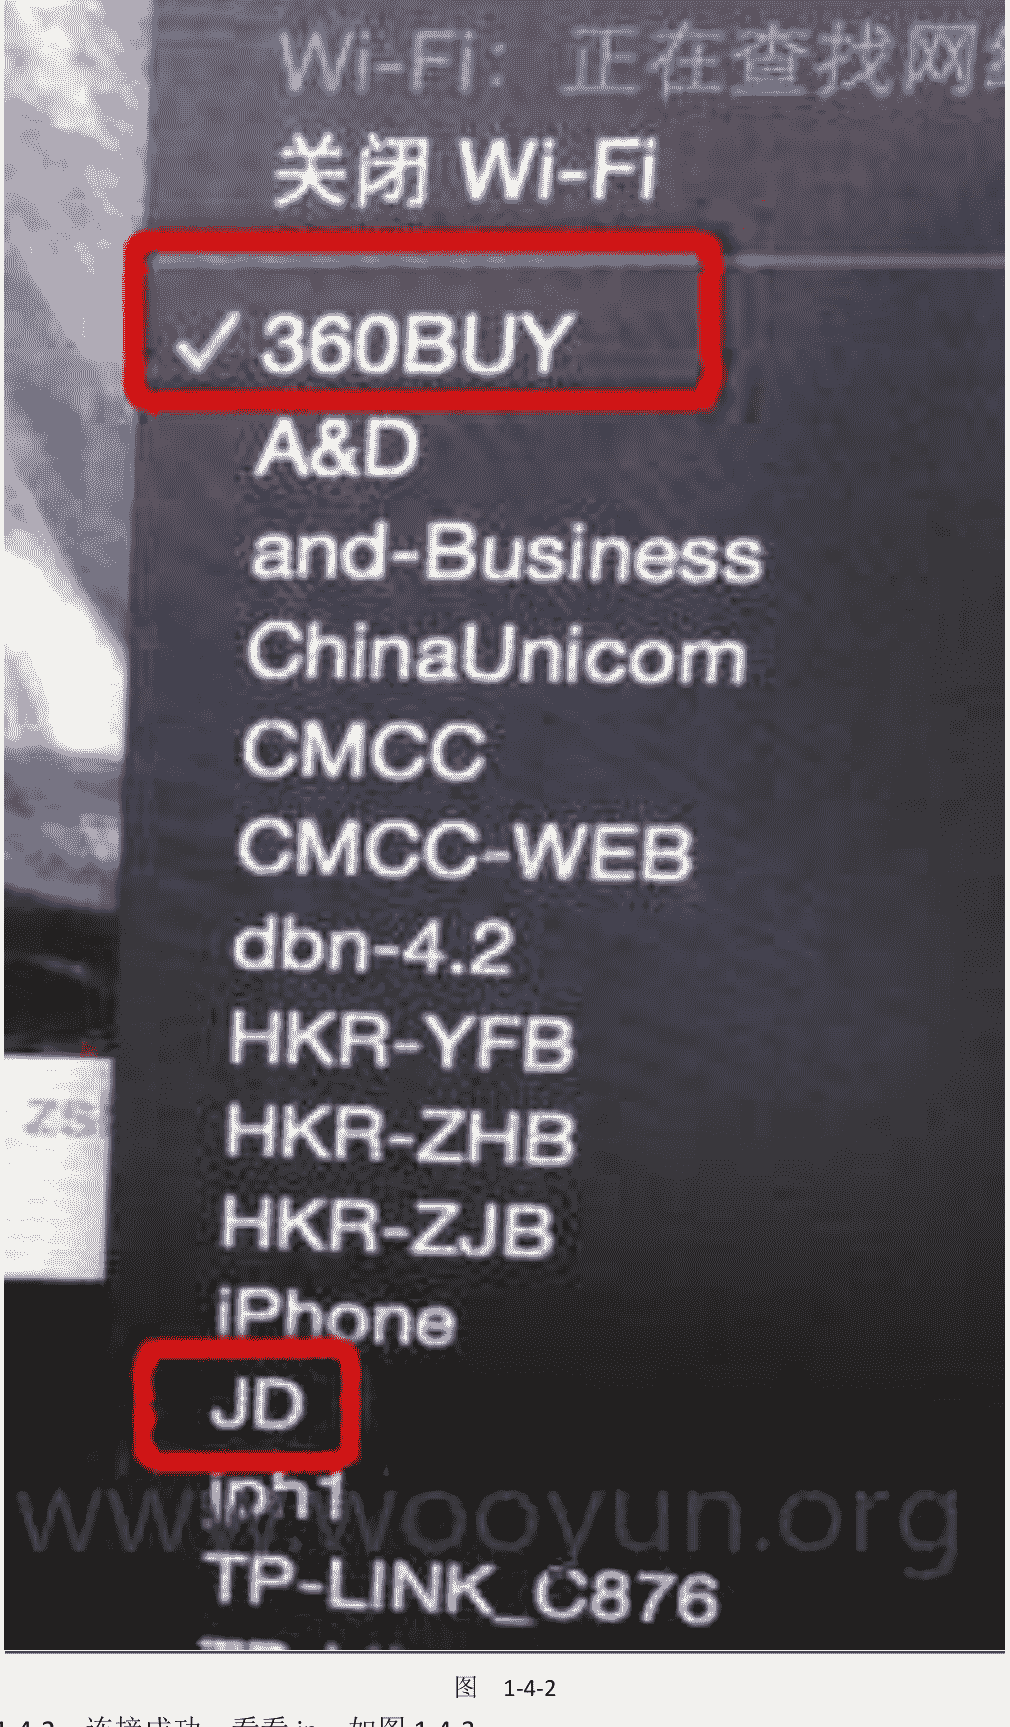 Wi-Fi： 正在查找网
关闭 Wi-Fi
✓ 360BUY
A&D
and-Business
ChinaUnicom
CMCC
CMCC-WEB
dbn-4.2
HKR-YFB
HKR-ZHB
HKR-ZJB
ZS
iPhone
JD
jph1
www.wooyun.org
TP-LINK_C876
图 1-4-2